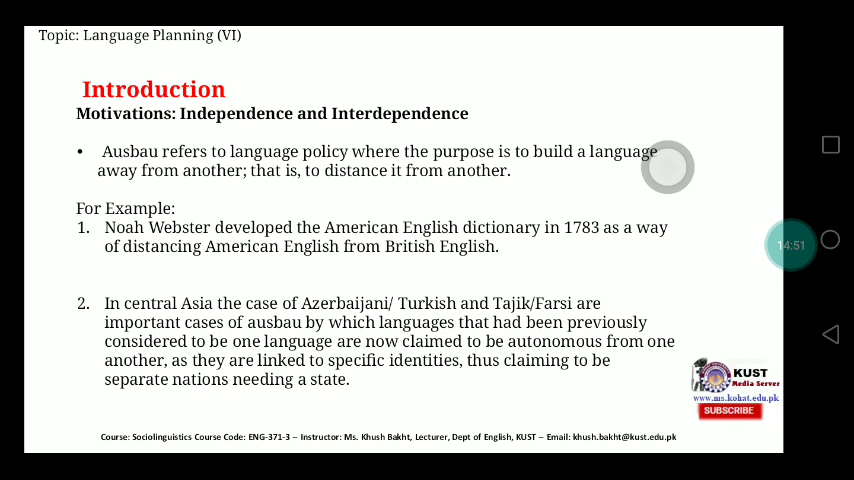 Topic: Language Planning (VI)
Introduction
Motivations: Independence and Interdependence
• Ausbau refers to language policy where the purpose is to build a language
away from another; that is, to distance it from another.
For Example:
1. Noah Webster developed the American English dictionary in 1783 as a way
of distancing American English from British English.
14:51
2. In central Asia the case of Azerbaijani/ Turkish and Tajik/Farsi are
important cases of ausbau by which languages that had been previously
considered to be one language are now claimed to be autonomous from one
another, as they are linked to specific identities, thus claiming to be
separate nations needing a state.
KUST
Media Server
www.ms.kohat.edu.pk
SUBSCRIBE
Course: Sociolinguistics Course Code: ENG-371-3 – Instructor: Ms. Khush Bakht, Lecturer, Dept of English, KUST – Email: khush.bakht@kust.edu.pk